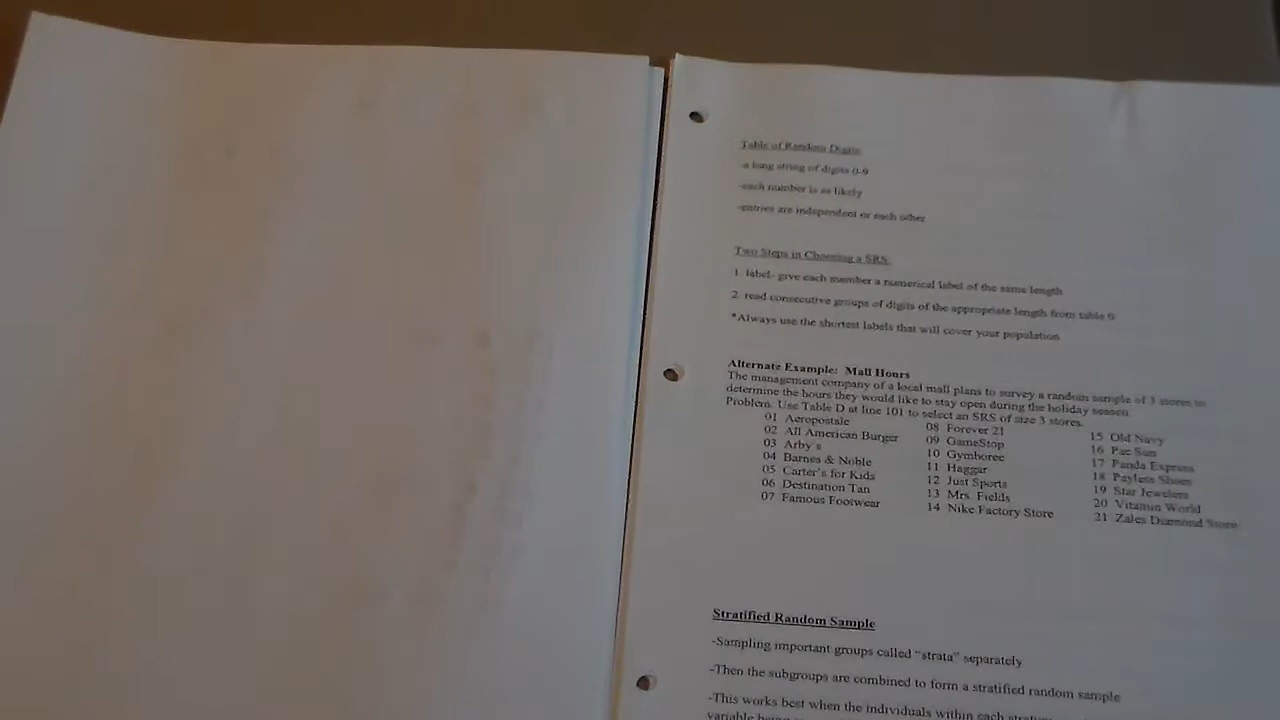 Table of Random Digits
-a long string of digits 0-9
-each number is as likely
-entries are independent or each other
Two Steps in Choosing a SRS
1. label- give each member a numerical label of the same length
2. read consecutive groups of digits of the appropriate length from table
*Always use the shortest labels that will cover your population
Alternate Example: Mall Hours
The management company of a local mall plans to survey a random sample of 3 stores to
determine the hours they would like to stay open during the holiday season.
Problem: Use Table D at line 101 to select an SRS of size 3 stores.
01 Aeropostale
02 All American Burger
03 Arby's
04 Barnes & Noble
05 Carter's for Kids
06 Destination Tan
07 Famous Footwear
08 Forever 21
09 GameStop
10 Gymboree
11 Haggar
12 Just Sports
13 Mrs. Fields
14 Nike Factory Store
15 Old Navy
16 Pac Sun
17 Panda Express
18 Payless Shoes
19 Star Jewelers
20 Vitamin World
21 Zales Diamond Store
Stratified Random Sample
-Sampling important groups called "strata" separately
-Then the subgroups are combined to form a stratified random sample
-This works best when the individuals within each
variable